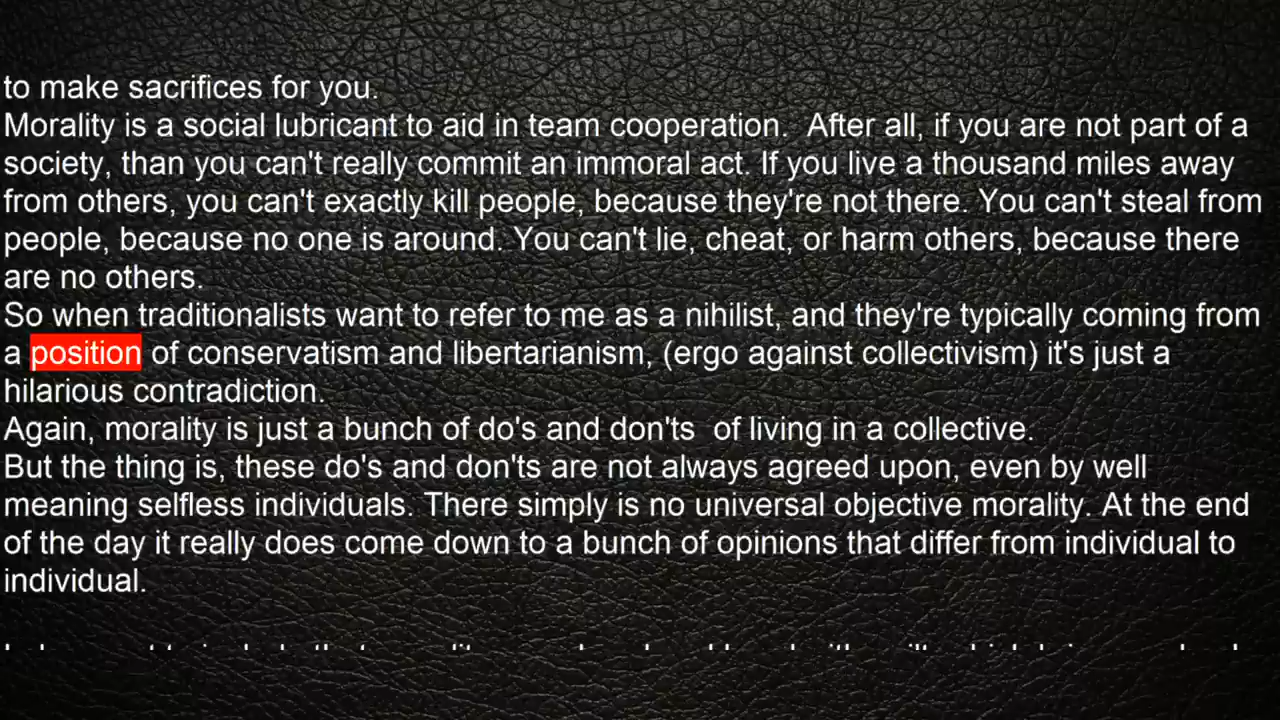 to make sacrifices for you.
Morality is a social lubricant to aid in team cooperation.  After all, if you are not part of a
society, than you can't really commit an immoral act. If you live a thousand miles away
from others, you can't exactly kill people, because they're not there. You can't steal from
people, because no one is around. You can't lie, cheat, or harm others, because there
are no others.
So when traditionalists want to refer to me as a nihilist, and they're typically coming from
a position of conservatism and libertarianism, (ergo against collectivism) it's just a
hilarious contradiction.
Again, morality is just a bunch of do's and don'ts  of living in a collective.
But the thing is, these do's and don'ts are not always agreed upon, even by well
meaning selfless individuals. There simply is no universal objective morality. At the end
of the day it really does come down to a bunch of opinions that differ from individual to
individual.